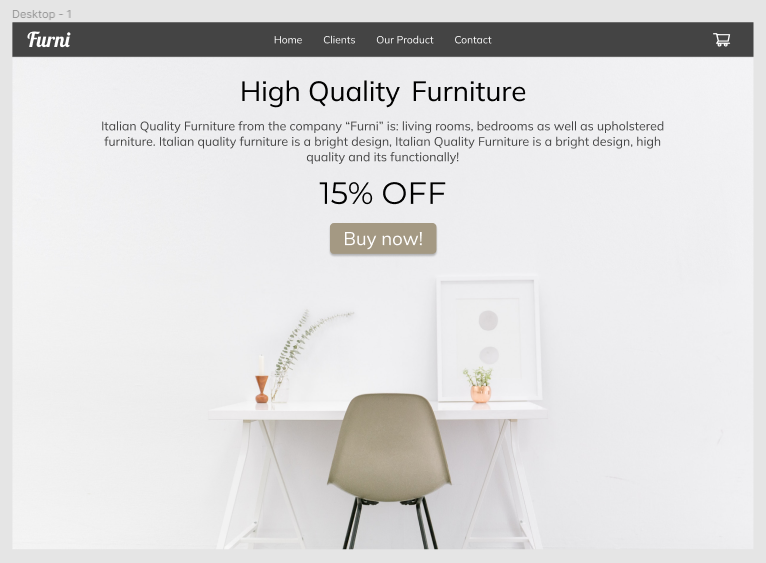 Desktop - 1
Furni
Home Clients Our Product Contact
High Quality Furniture
Italian Quality Furniture from the company “Furni” is: living rooms, bedrooms as well as upholstered
furniture. Italian quality furniture is a bright design, Italian Quality Furniture is a bright design, high
quality and its functionally!
15% OFF
Buy now!